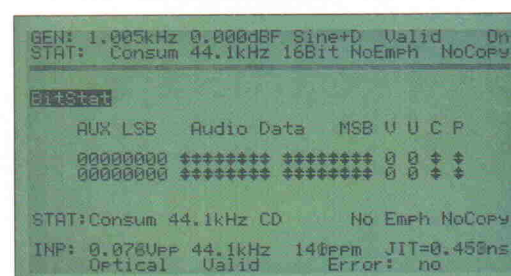 GEN: 1.005kHz 0.000dBF Sine+D Valid On
STAT: Consum 44.1kHz 16Bit NoEmph NoCopy
BitStat
AUX LSB Audio Data MSB V U C P
00000000 ↕↕↕↕↕↕↕↕ ↕↕↕↕↕↕↕↕ 0 0 ↕ ↕
00000000 ↕↕↕↕↕↕↕↕ ↕↕↕↕↕↕↕↕ 0 0 ↕ ↕
STAT:Consum 44.1kHz CD No Emph NoCopy
INP: 0.076Vpp 44.1kHz ppm JIT=0.459ns
Optical Valid Error: no